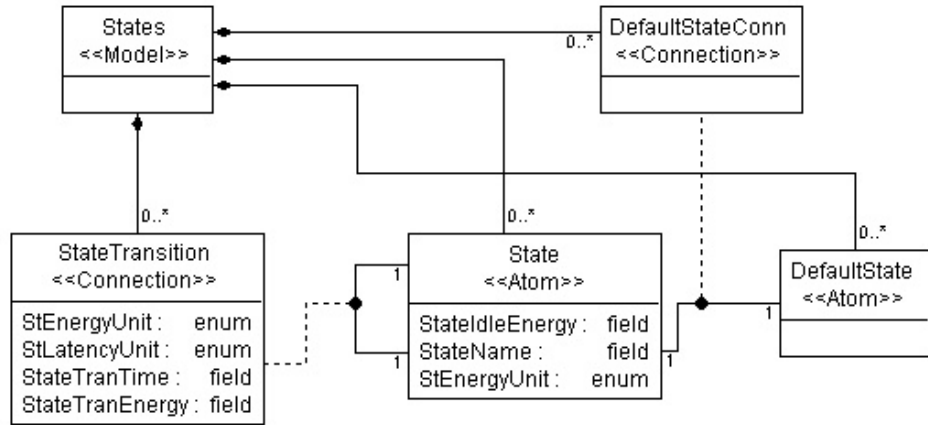 States
<<Model>>
DefaultStateConn
<<Connection>>
0..*
0..*
0..*
0..*
StateTransition
<<Connection>>
StEnergyUnit : enum
StLatencyUnit : enum
StateTranTime : field
StateTranEnergy : field
1
1
State
<<Atom>>
StateIdleEnergy : field
StateName : field
StEnergyUnit : enum
1
1
DefaultState
<<Atom>>